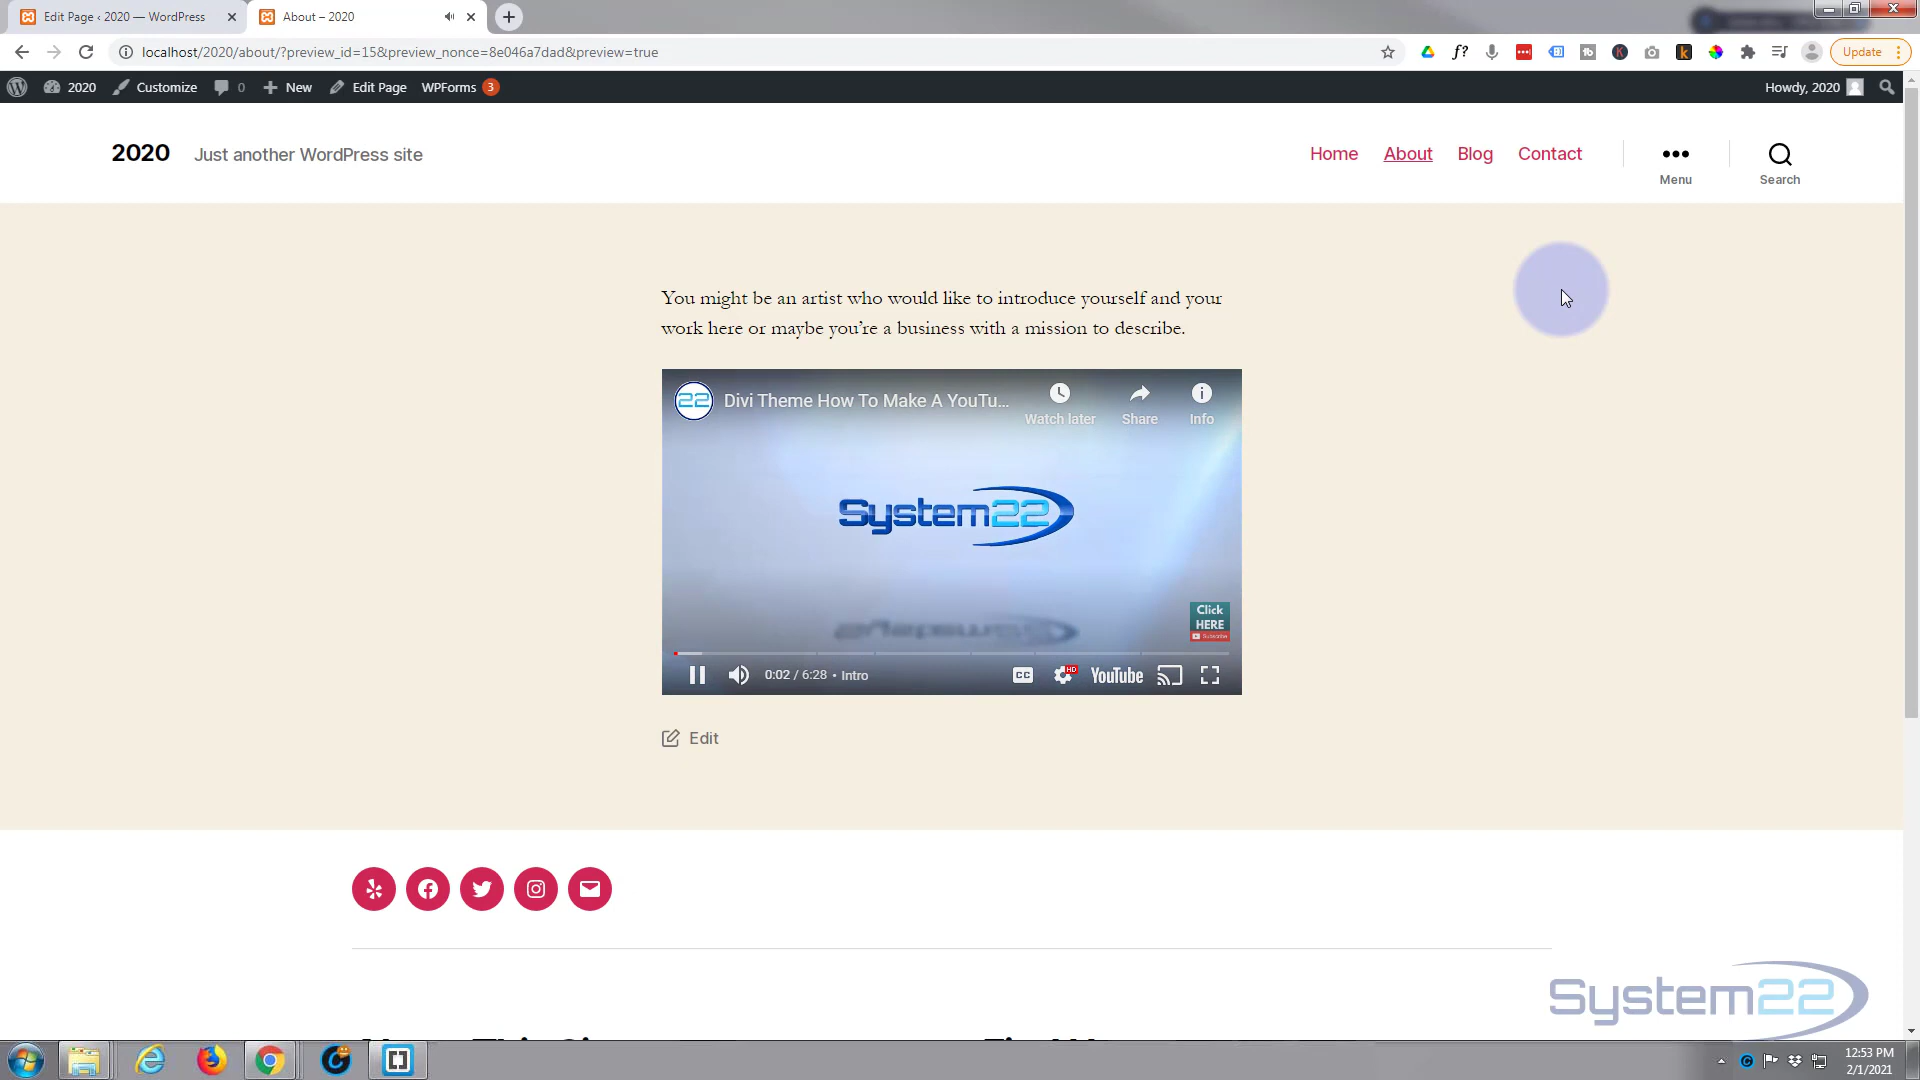 Edit Page ‹ 2020 — WordPress
About – 2020
localhost/2020/about/?preview_id=15&preview_nonce=8e046a7dad&preview=true
Update
2020
Customize
0
New
Edit Page
WPForms 3
Howdy, 2020
2020 Just another WordPress site
Home About Blog Contact
Menu
Search
You might be an artist who would like to introduce yourself and your
work here or maybe you’re a business with a mission to describe.
22
Divi Theme How To Make A YouTu...
Watch later
Share
Info
System22
Click
HERE
Subscribe
0:02 / 6:28 • Intro
CC
HD
YouTube
Edit
System22
12:53 PM
2/1/2021